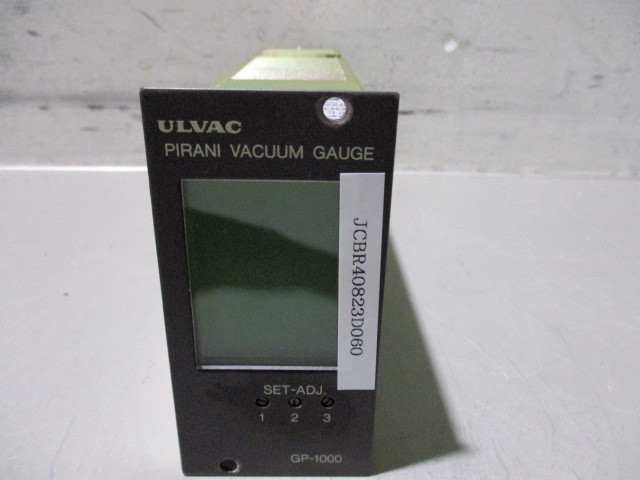 ULVAC
PIRANI VACUUM GAUGE
JCBR40823D060
SET-ADJ.
1 2 3
GP-1000